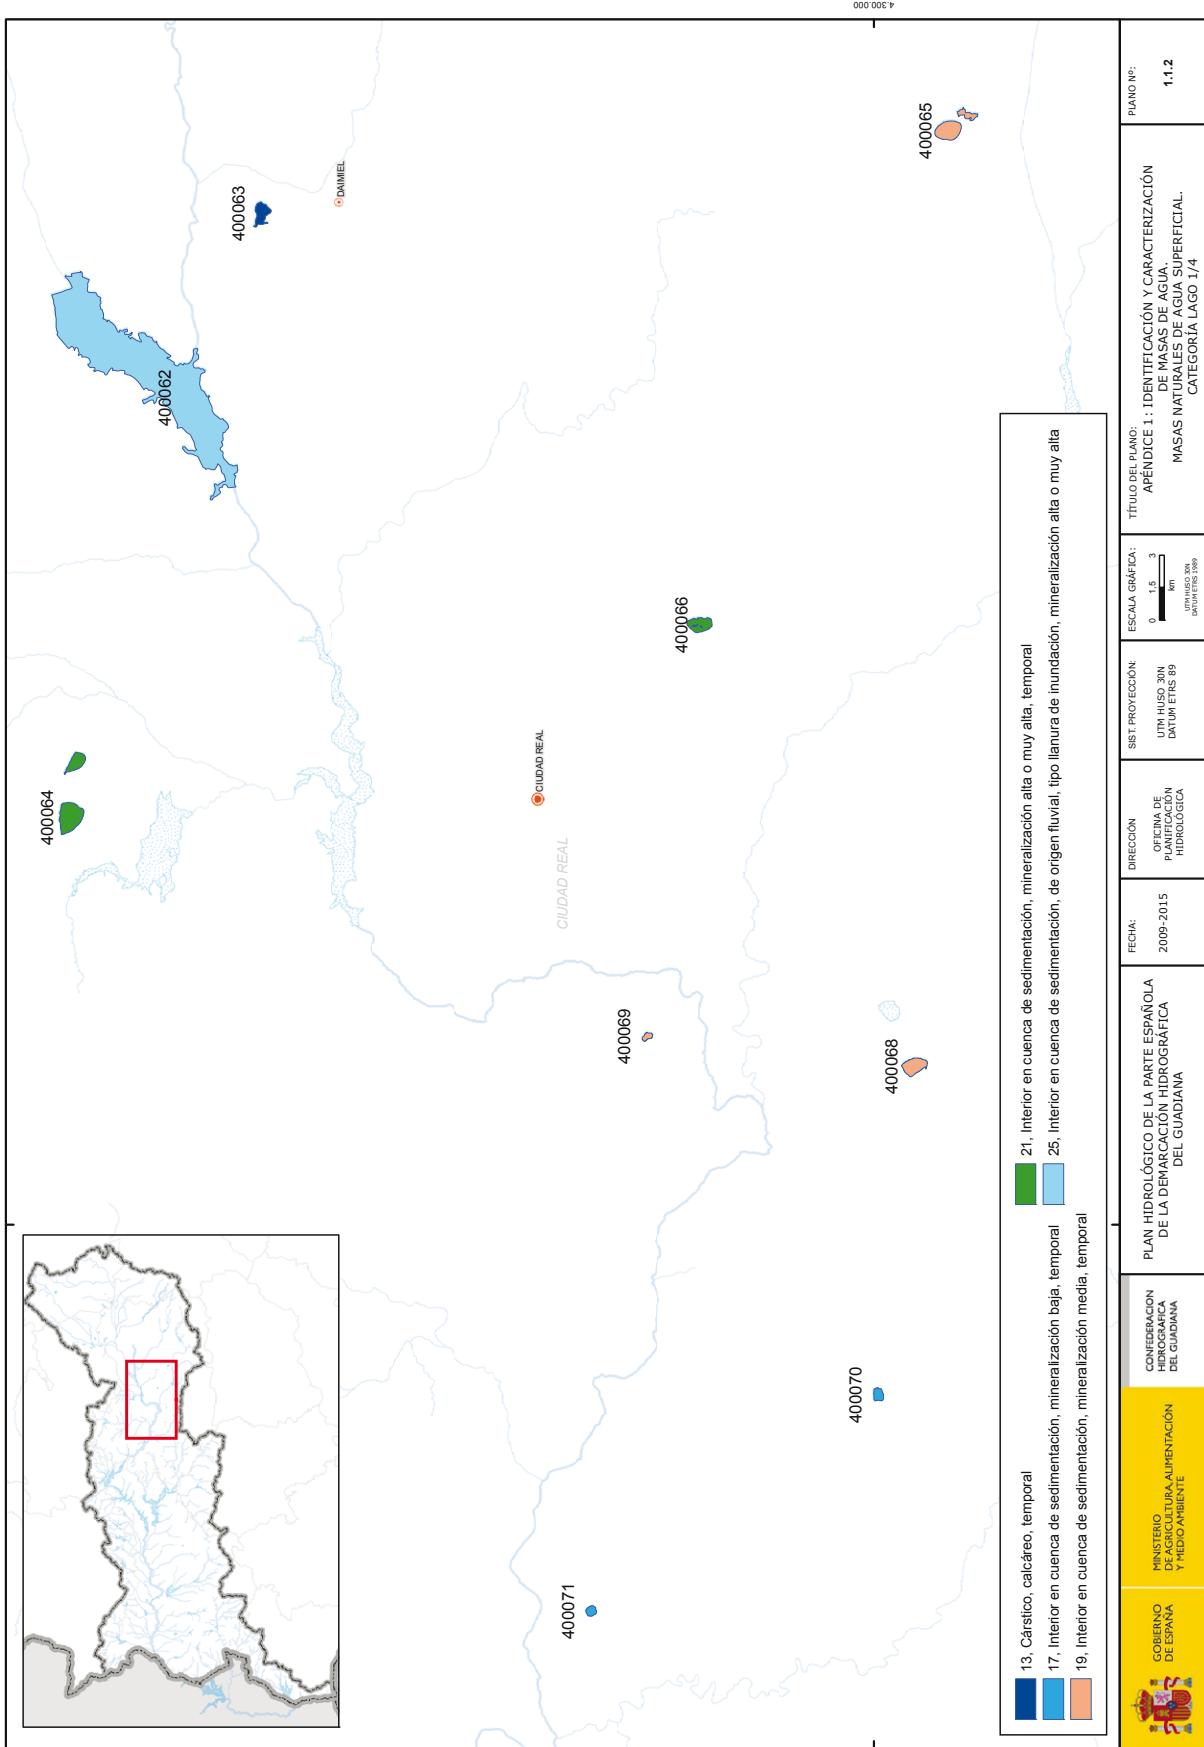 4.300.000
400064
400062
400063
DAIMIEL
400065
400066
CIUDAD REAL
CIUDAD REAL
400069
400068
400070
400071
13, Cárstico, calcáreo, temporal
17, Interior en cuenca de sedimentación, mineralización baja, temporal
19, Interior en cuenca de sedimentación, mineralización media, temporal
21, Interior en cuenca de sedimentación, mineralización alta o muy alta, temporal
25, Interior en cuenca de sedimentación, de origen fluvial, tipo llanura de inundación, mineralización alta o muy alta
GOBIERNO
DE ESPAÑA
MINISTERIO
DE AGRICULTURA, ALIMENTACIÓN
Y MEDIO AMBIENTE
CONFEDERACION
HIDROGRAFICA
DEL GUADIANA
PLAN HIDROLÓGICO DE LA PARTE ESPAÑOLA
DE LA DEMARCACIÓN HIDROGRÁFICA
DEL GUADIANA
FECHA:
2009-2015
DIRECCIÓN
OFICINA DE
PLANIFICACIÓN
HIDROLÓGICA
SIST. PROYECCIÓN:
UTM HUSO 30N
DATUM ETRS 89
ESCALA GRÁFICA:
0 1,5 3
km
UTM HUSO 30N
DATUM ETRS 1989
TÍTULO DEL PLANO:
APÉNDICE 1 : IDENTIFICACIÓN Y CARACTERIZACIÓN
DE MASAS DE AGUA.
MASAS NATURALES DE AGUA SUPERFICIAL.
CATEGORÍA LAGO 1/4
PLANO Nº:
1.1.2